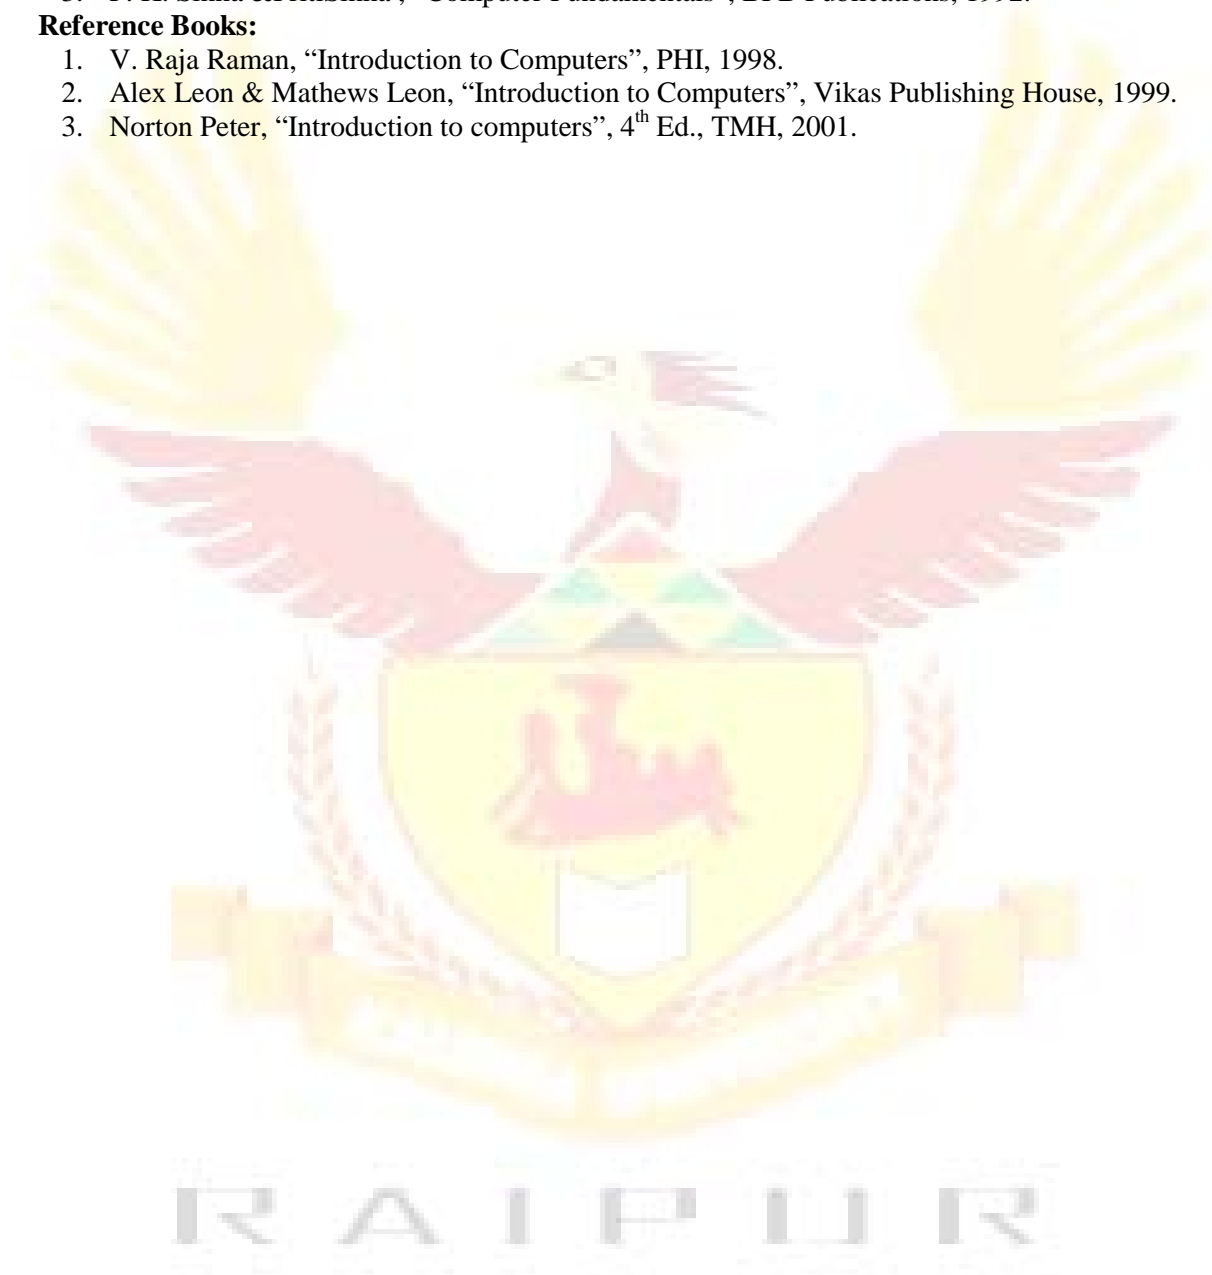 Reference Books:
1. V. Raja Raman, “Introduction to Computers”, PHI, 1998.
2. Alex Leon & Mathews Leon, “Introduction to Computers”, Vikas Publishing House, 1999.
3. Norton Peter, “Introduction to computers”, 4th Ed., TMH, 2001.
RAIPUR